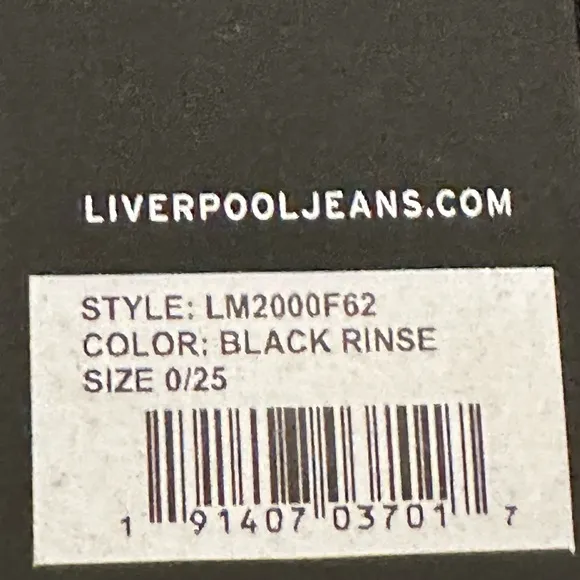 LIVERPOOLJEANS.COM
STYLE: LM2000F62
COLOR: BLACK RINSE
SIZE 0/25
1 91407 03701 7